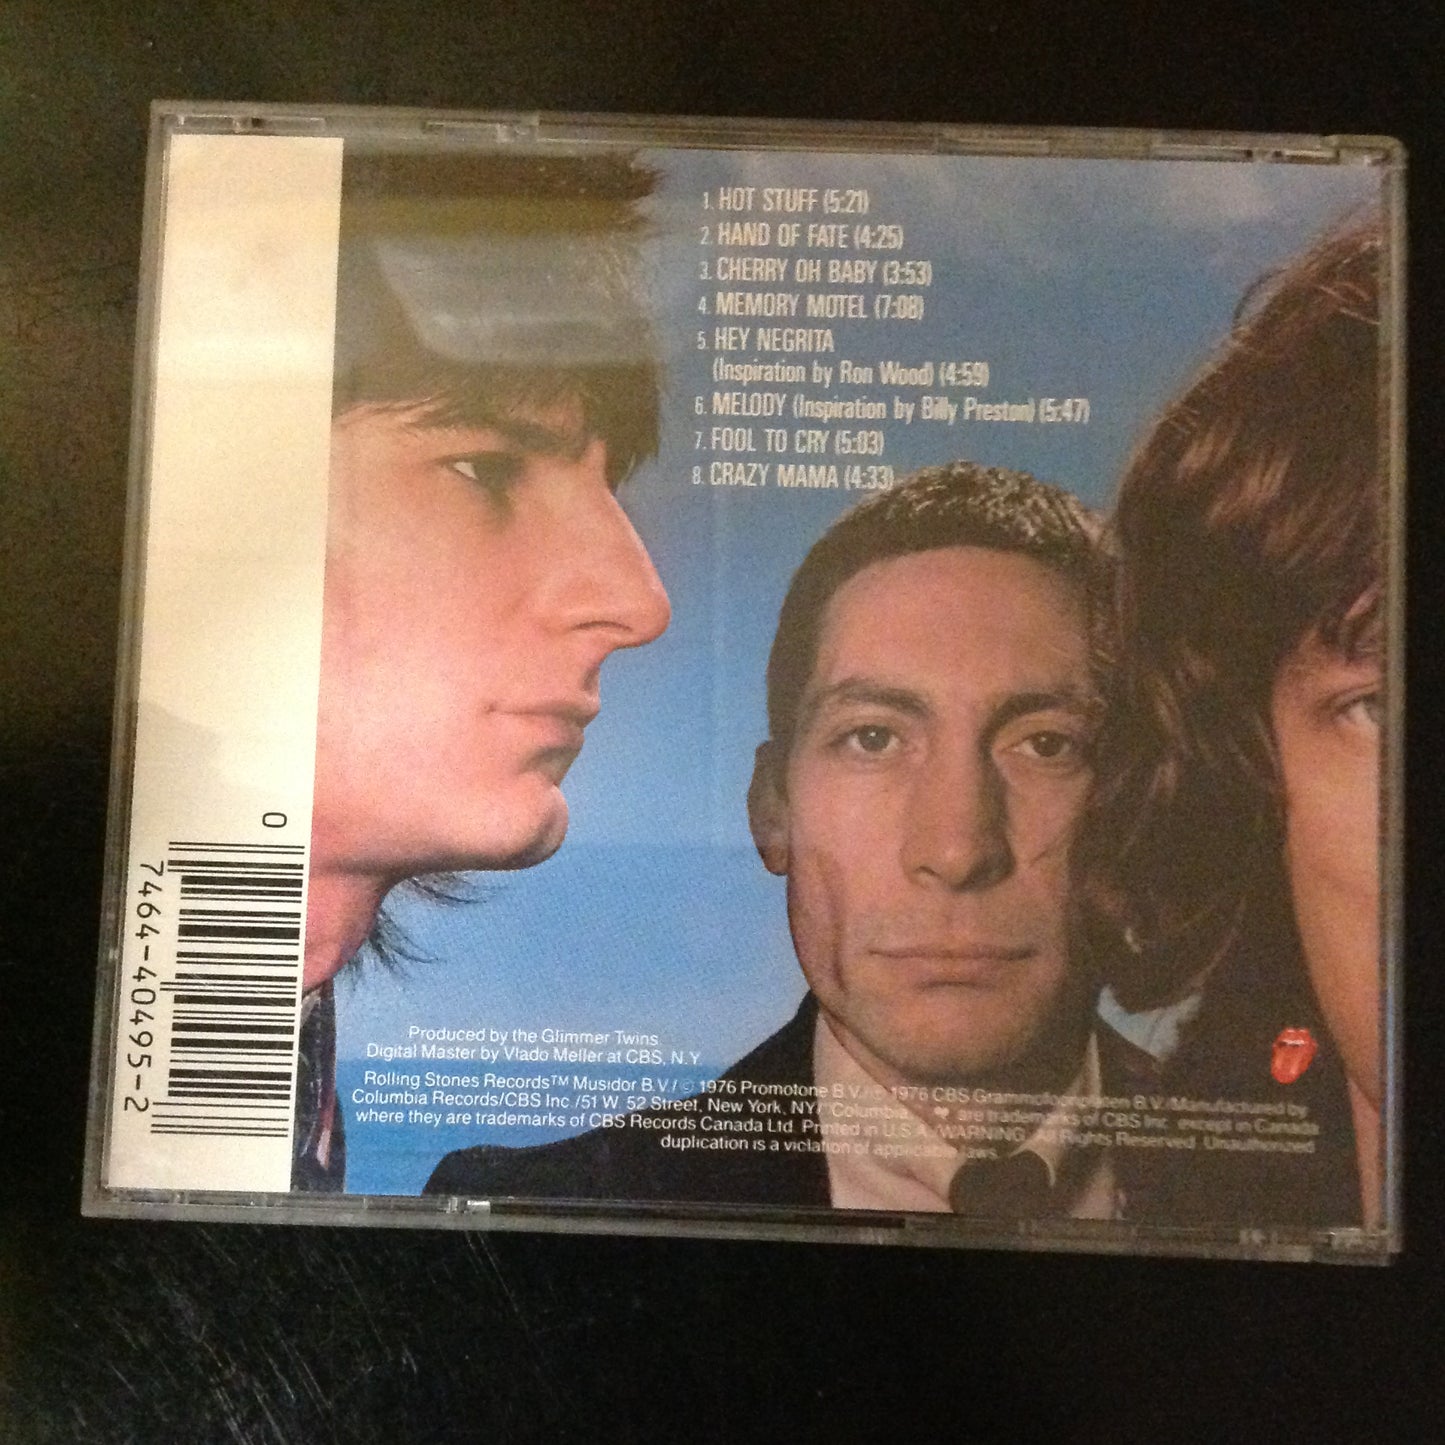 1. HOT STUFF (5:21)
2. HAND OF FATE (4:25)
3. CHERRY OH BABY (3:53)
4. MEMORY MOTEL (7:08)
5. HEY NEGRITA
(Inspiration by Ron Wood) (4:59)
6. MELODY (Inspiration by Billy Preston) (5:47)
7. FOOL TO CRY (5:03)
8. CRAZY MAMA (4:33)
0
7464-40495-2
Produced by the Glimmer Twins.
Digital Master by Vlado Meller at CBS, N.Y.
Rolling Stones Records™ Musidor B.V./ © 1976 Promotone B.V./ ℗ 1976 CBS Grammofoonplaten B.V./Manufactured by
Columbia Records/CBS Inc./51 W. 52 Street, New York, NY/"Columbia" are trademarks of CBS Inc. except in Canada
where they are trademarks of CBS Records Canada Ltd. Printed in U.S.A./WARNING: All Rights Reserved. Unauthorized
duplication is a violation of applicable laws.